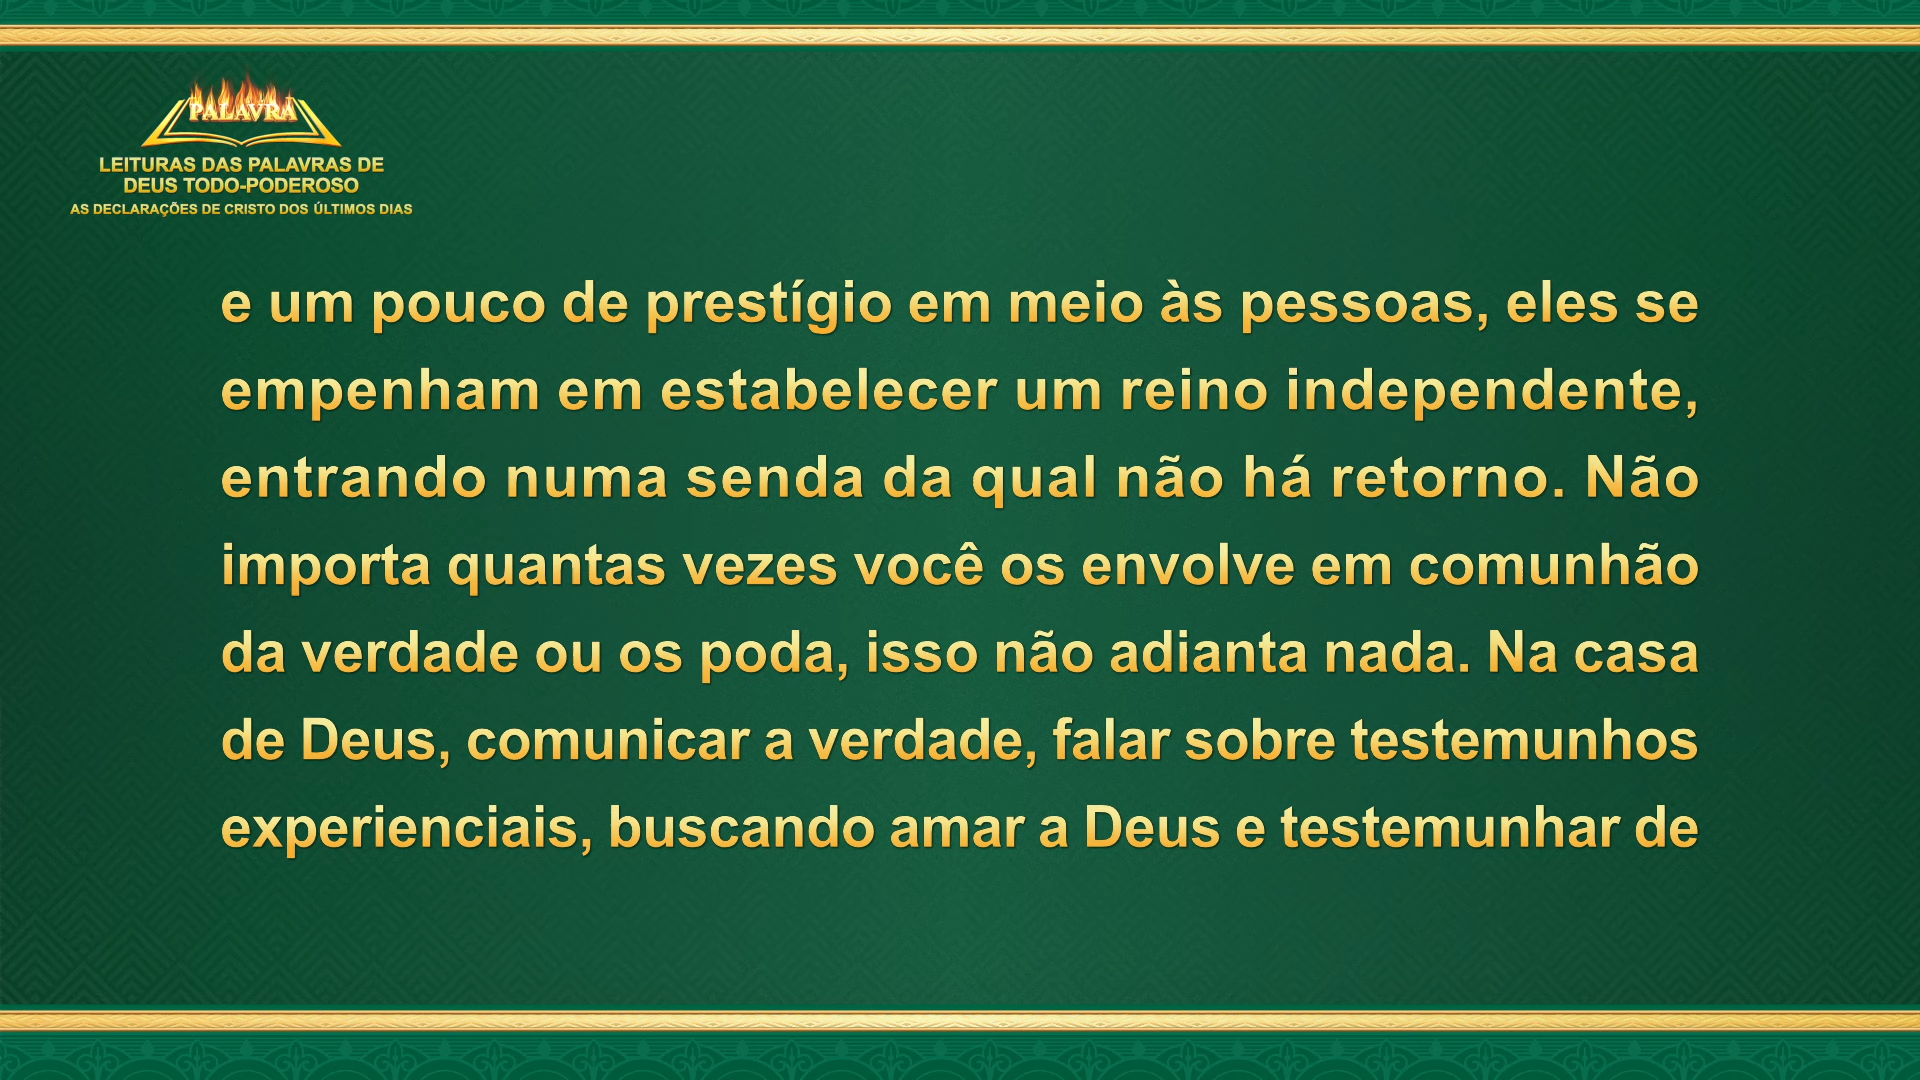 PALAVRA
LEITURAS DAS PALAVRAS DE
DEUS TODO-PODEROSO
AS DECLARAÇÕES DE CRISTO DOS ÚLTIMOS DIAS
e um pouco de prestígio em meio às pessoas, eles se
empenham em estabelecer um reino independente,
entrando numa senda da qual não há retorno. Não
importa quantas vezes você os envolve em comunhão
da verdade ou os poda, isso não adianta nada. Na casa
de Deus, comunicar a verdade, falar sobre testemunhos
experienciais, buscando amar a Deus e testemunhar de